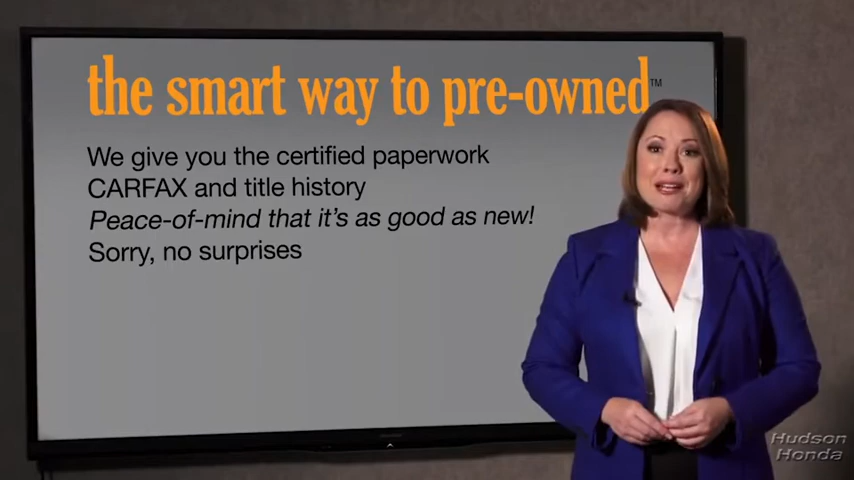 the smart way to pre-owned™
We give you the certified paperwork
CARFAX and title history
Peace-of-mind that it's as good as new!
Sorry, no surprises
Hudson
Honda